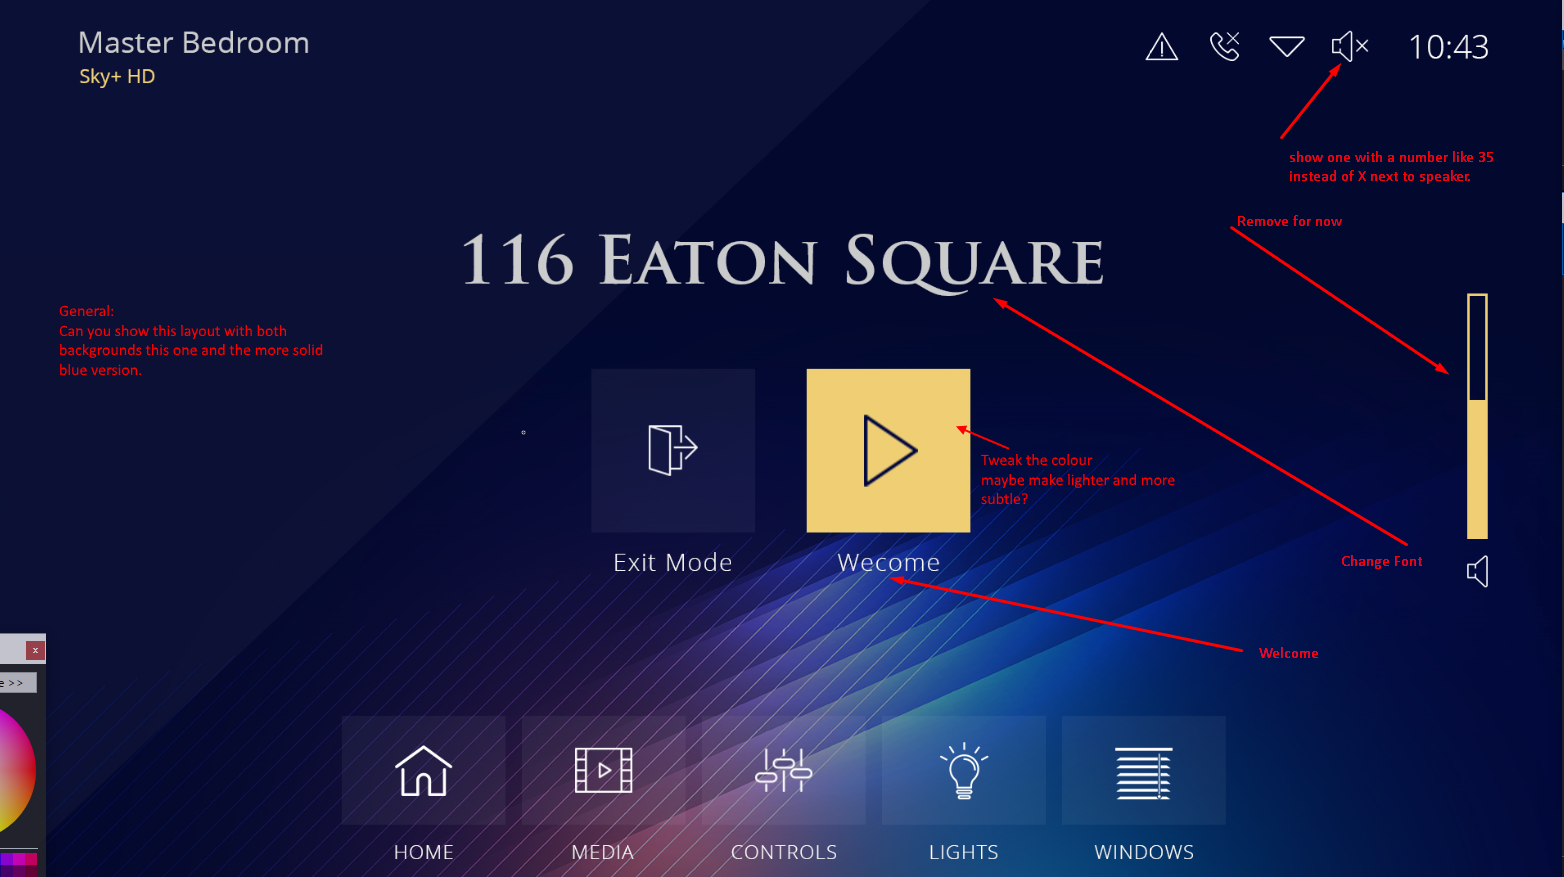 Master Bedroom
Sky+ HD
10:43
show one with a number like 35
instead of X next to speaker.
Remove for now
116 Eaton Square
General:
Can you show this layout with both
backgrounds this one and the more solid
blue version.
Tweak the colour
maybe make lighter and more
subtle?
Exit Mode
Wecome
Change Font
Welcome
x
e >>
HOME
MEDIA
CONTROLS
LIGHTS
WINDOWS